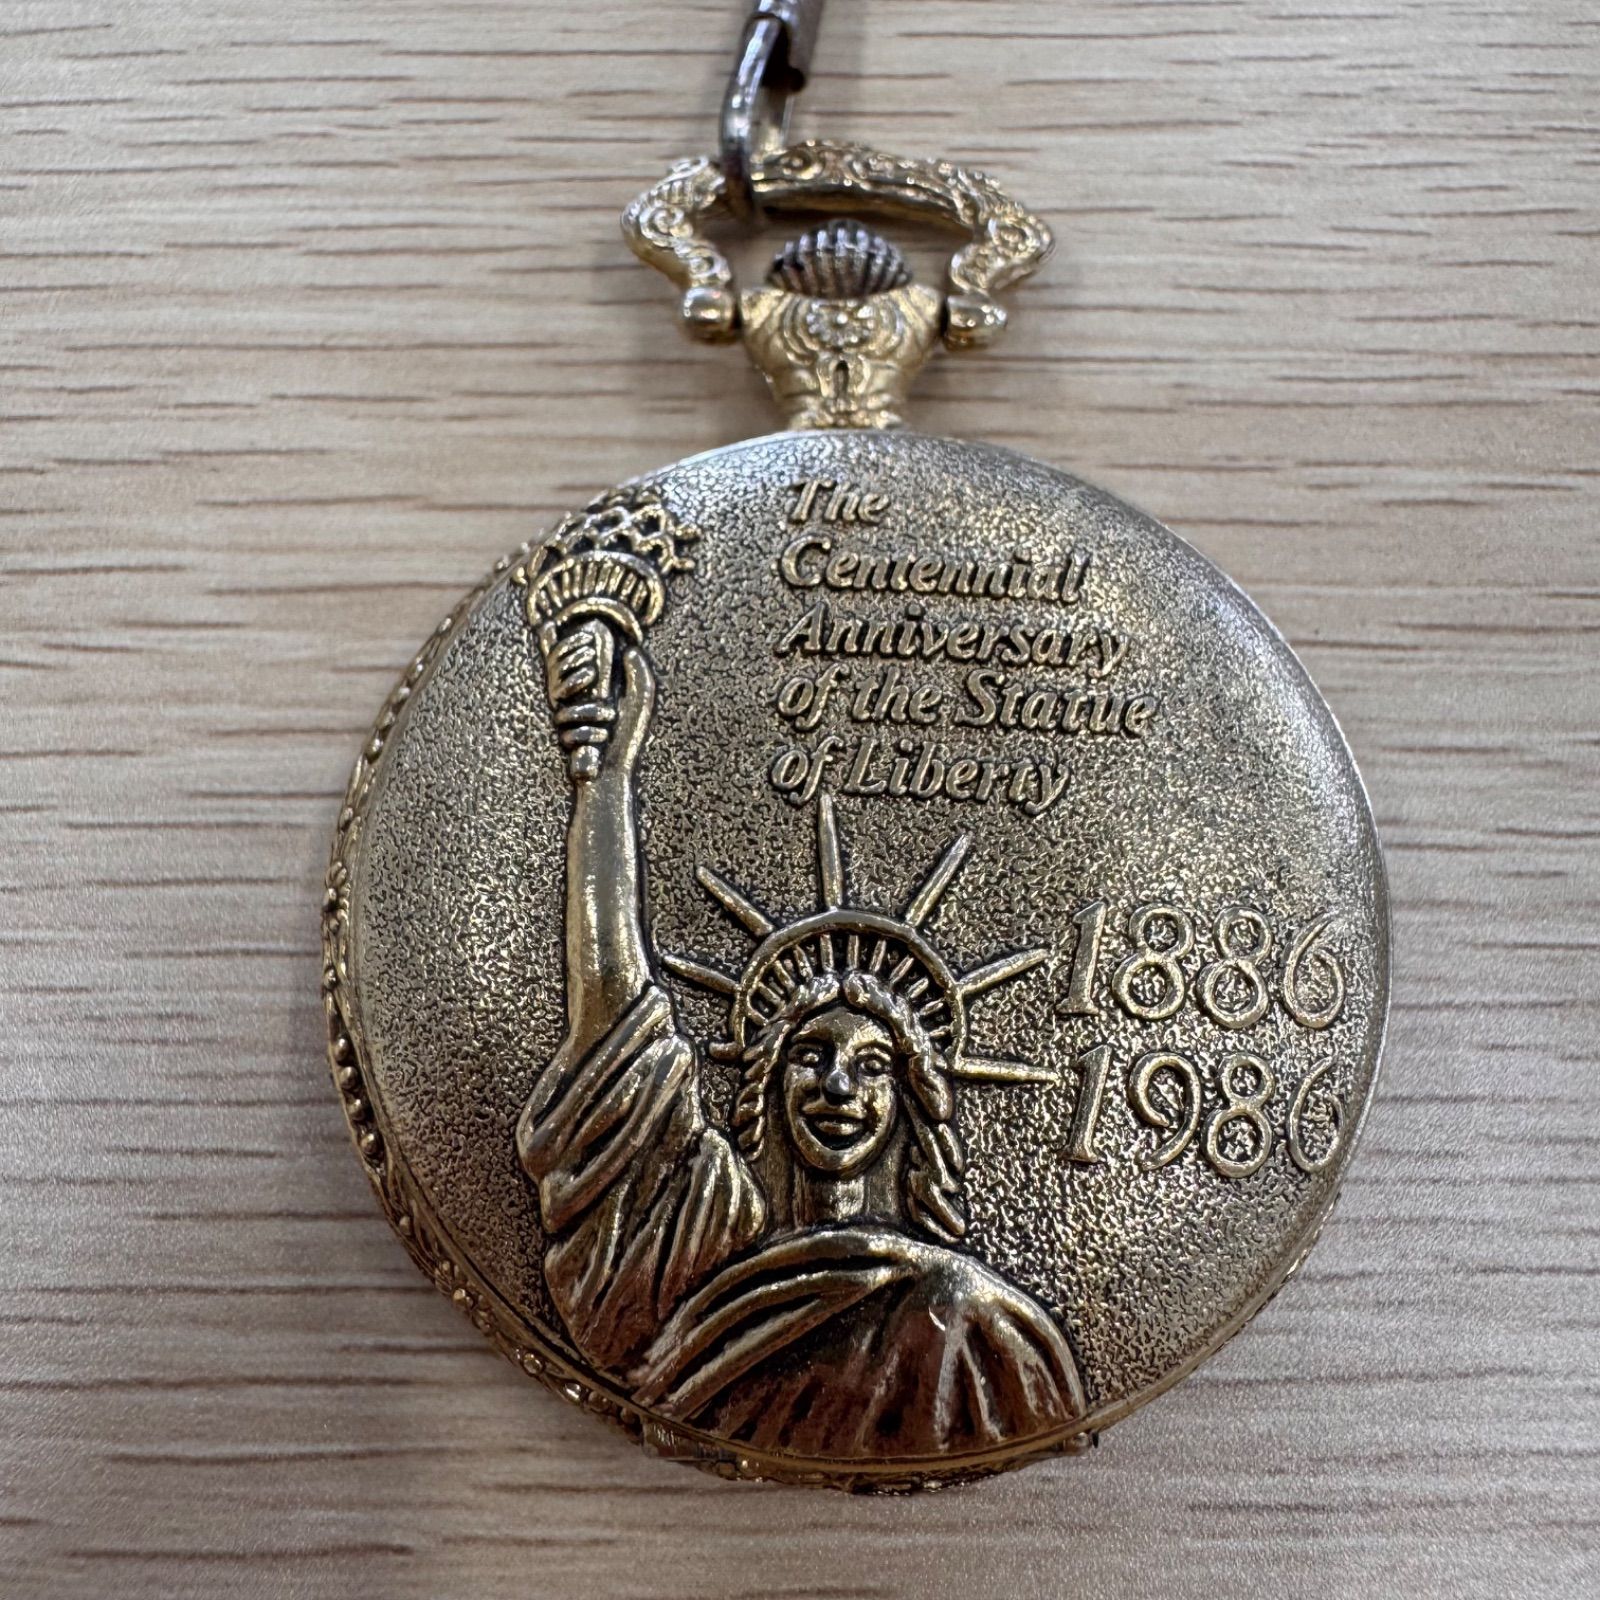 The
Centennial
Anniversary
of the Statue
of Liberty
1886
1986